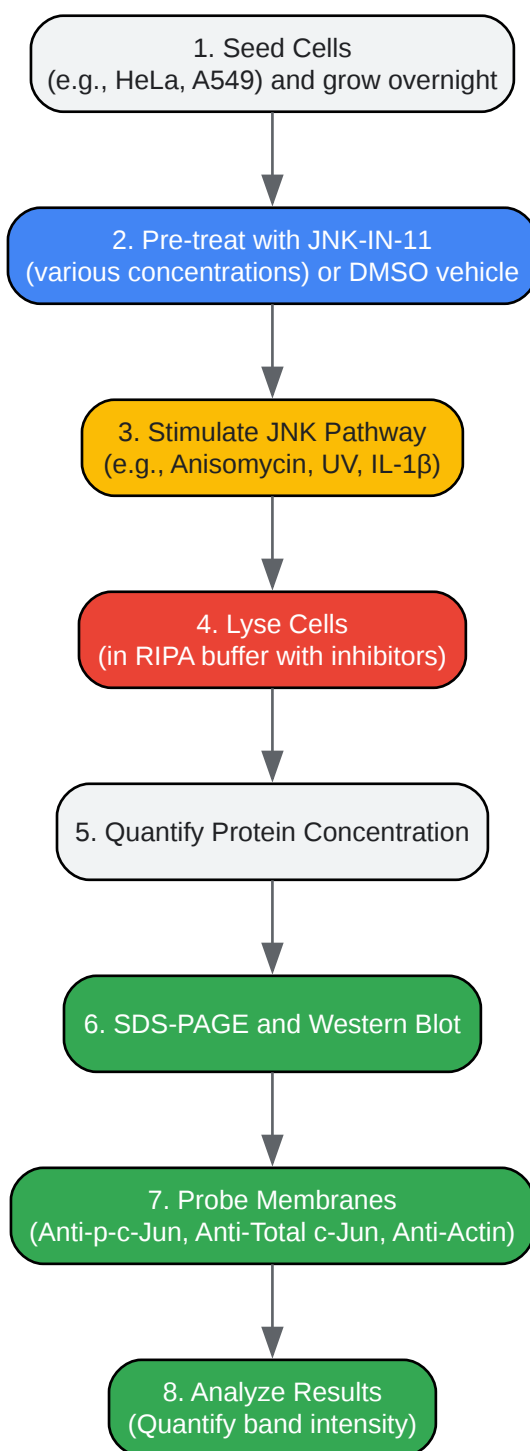 1. Seed Cells
(e.g., HeLa, A549) and grow overnight
2. Pre-treat with JNK-IN-11
(various concentrations) or DMSO vehicle
3. Stimulate JNK Pathway
(e.g., Anisomycin, UV, IL-1β)
4. Lyse Cells
(in RIPA buffer with inhibitors)
5. Quantify Protein Concentration
6. SDS-PAGE and Western Blot
7. Probe Membranes
(Anti-p-c-Jun, Anti-Total c-Jun, Anti-Actin)
8. Analyze Results
(Quantify band intensity)